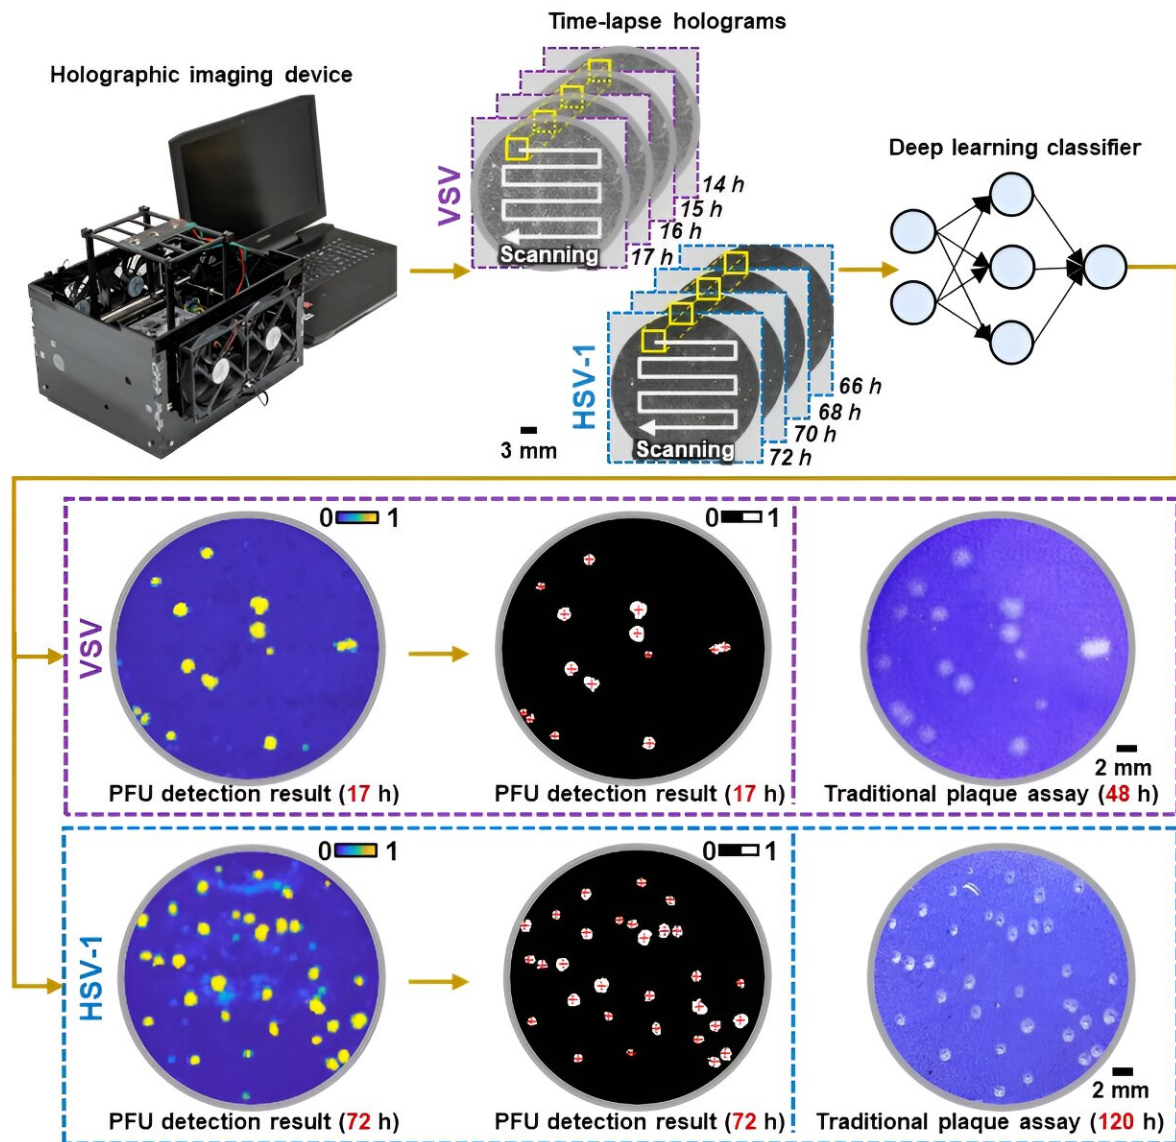 Time-lapse holograms
Holographic imaging device
Deep learning classifier
VSV
14 h
15 h
16 h
17 h
Scanning
HSV-1
66 h
68 h
70 h
72 h
Scanning
3 mm
VSV
0 1
PFU detection result (17 h)
0 1
PFU detection result (17 h)
2 mm
Traditional plaque assay (48 h)
HSV-1
0 1
PFU detection result (72 h)
0 1
PFU detection result (72 h)
2 mm
Traditional plaque assay (120 h)